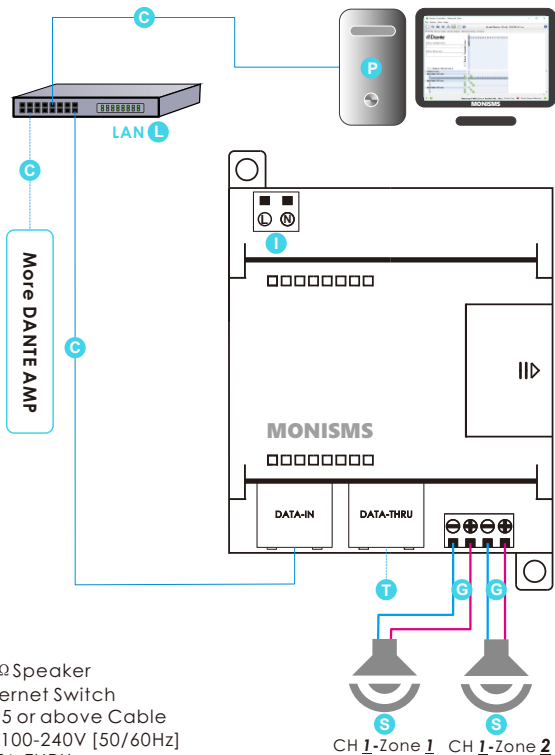 C
P
Dante
MONISMS
LAN L
C
L N
I
More DANTE AMP
C
MONISMS
DATA-IN
DATA-THRU
T
G
G
S
S
CH 1-Zone 1
CH 1-Zone 2
Ω Speaker
ernet Switch
5 or above Cable
100-240V [50/60Hz]